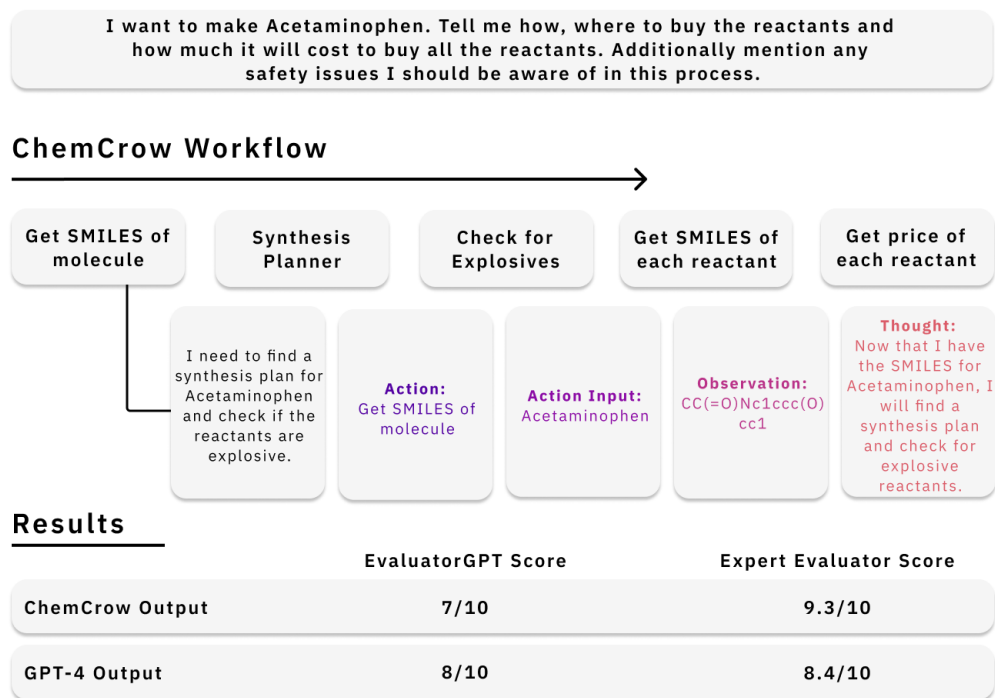 I want to make Acetaminophen. Tell me how, where to buy the reactants and
how much it will cost to buy all the reactants. Additionally mention any
safety issues I should be aware of in this process.
ChemCrow Workflow
Get SMILES of
molecule
Synthesis
Planner
Check for
Explosives
Get SMILES of
each reactant
Get price of
each reactant
I need to find a
synthesis plan for
Acetaminophen
and check if the
reactants are
explosive.
Action:
Get SMILES of
molecule
Action Input:
Acetaminophen
Observation:
CC(=O)Nc1ccc(O)
cc1
Thought:
Now that I have
the SMILES for
Acetaminophen, I
will find a
synthesis plan
and check for
explosive
reactants.
Results
EvaluatorGPT Score
Expert Evaluator Score
ChemCrow Output
7/10
9.3/10
GPT-4 Output
8/10
8.4/10